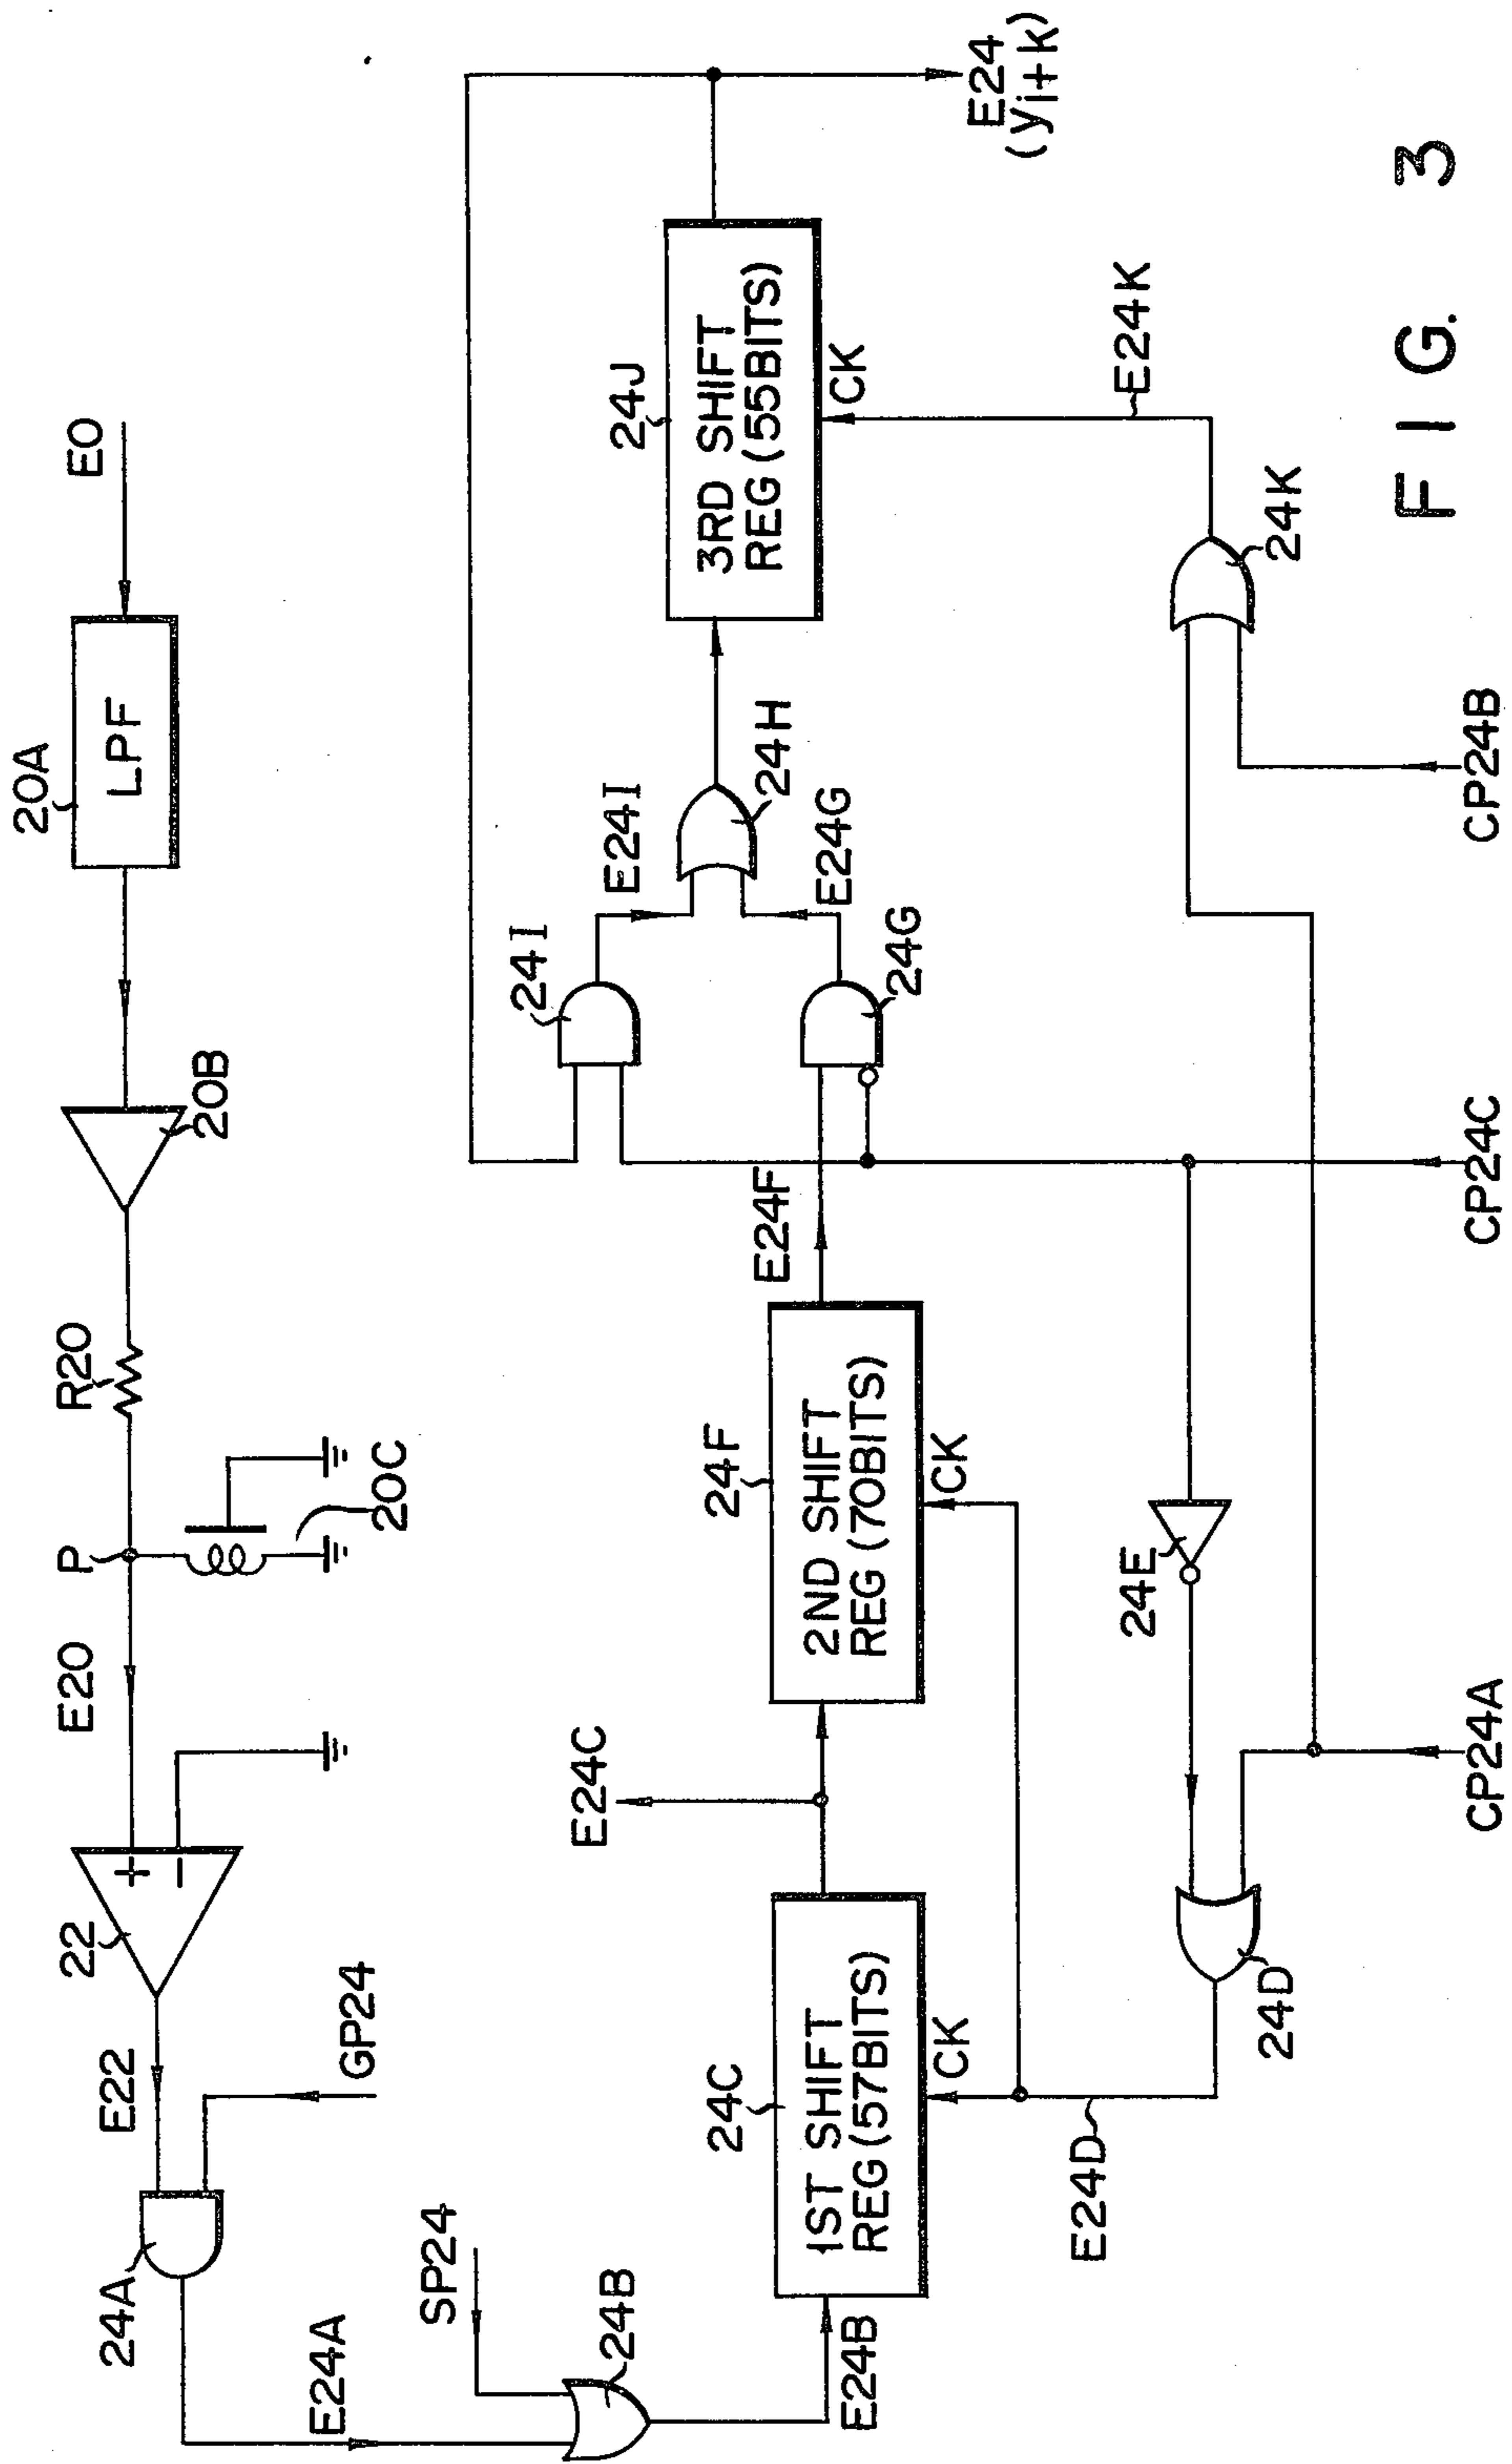 20A
LPF
E0
20B
R20
P
20C
E20
22
E22
GP24
24A
E24A
SP24
24B
E24B
24C
1ST SHIFT
REG (57BITS)
CK
E24C
24F
2ND SHIFT
REG (70BITS)
CK
E24F
24I
E24I
24G
E24G
24H
24J
3RD SHIFT
REG (55BITS)
CK
E24
(yi+k)
E24D
24D
24E
24K
E24K
CP24A
CP24C
CP24B
FIG. 3